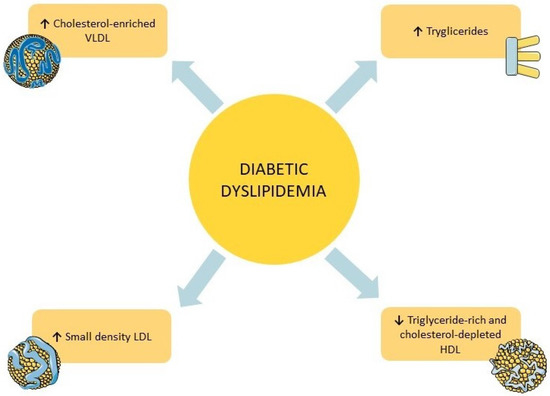 ↑ Cholesterol-enriched
VLDL
↑ Tryglicerides
DIABETIC
DYSLIPIDEMIA
↑ Small density LDL
↓ Triglyceride-rich and
cholesterol-depleted
HDL